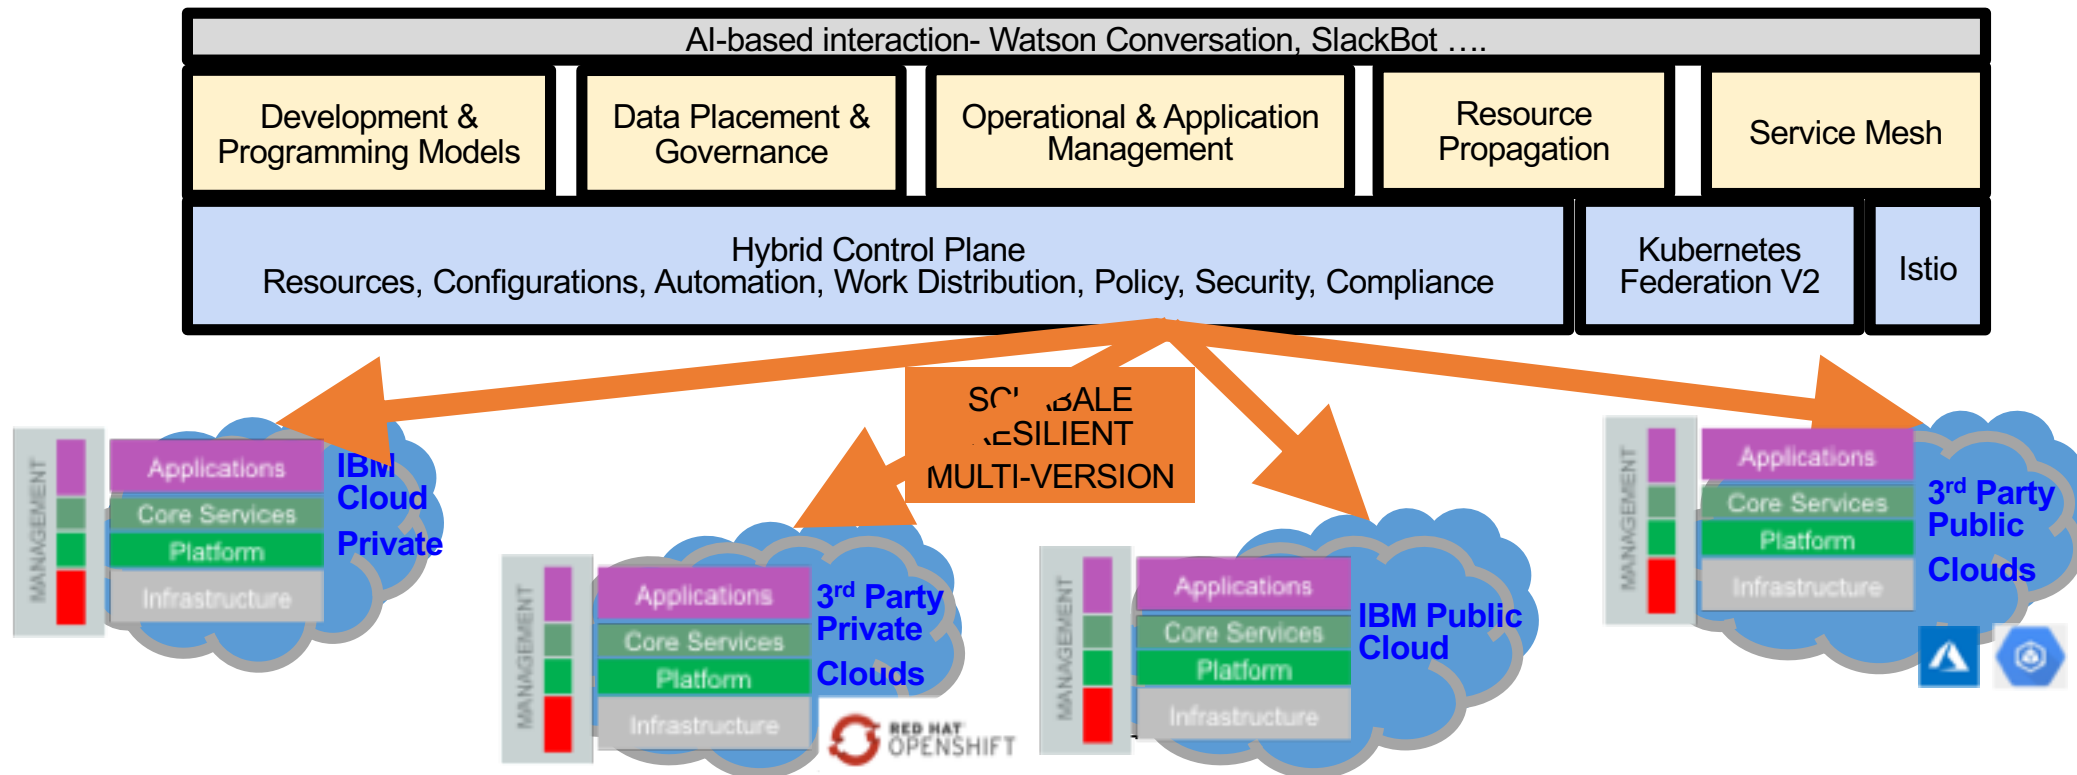 AI-based interaction- Watson Conversation, SlackBot ....
Development &
Programming Models
Data Placement &
Governance
Operational & Application
Management
Resource
Propagation
Service Mesh
Hybrid Control Plane
Resources, Configurations, Automation, Work Distribution, Policy, Security, Compliance
Kubernetes
Federation V2
Istio
MULTI-VERSION
MANAGEMENT
Applications
Core Services
Platform
Infrastructure
IBM
Cloud
Private
MANAGEMENT
Applications
Core Services
Platform
Infrastructure
3rd Party
Private
Clouds
RED HAT
OPENSHIFT
MANAGEMENT
Applications
Core Services
Platform
Infrastructure
IBM Public
Cloud
MANAGEMENT
Applications
Core Services
Platform
Infrastructure
3rd Party
Public
Clouds